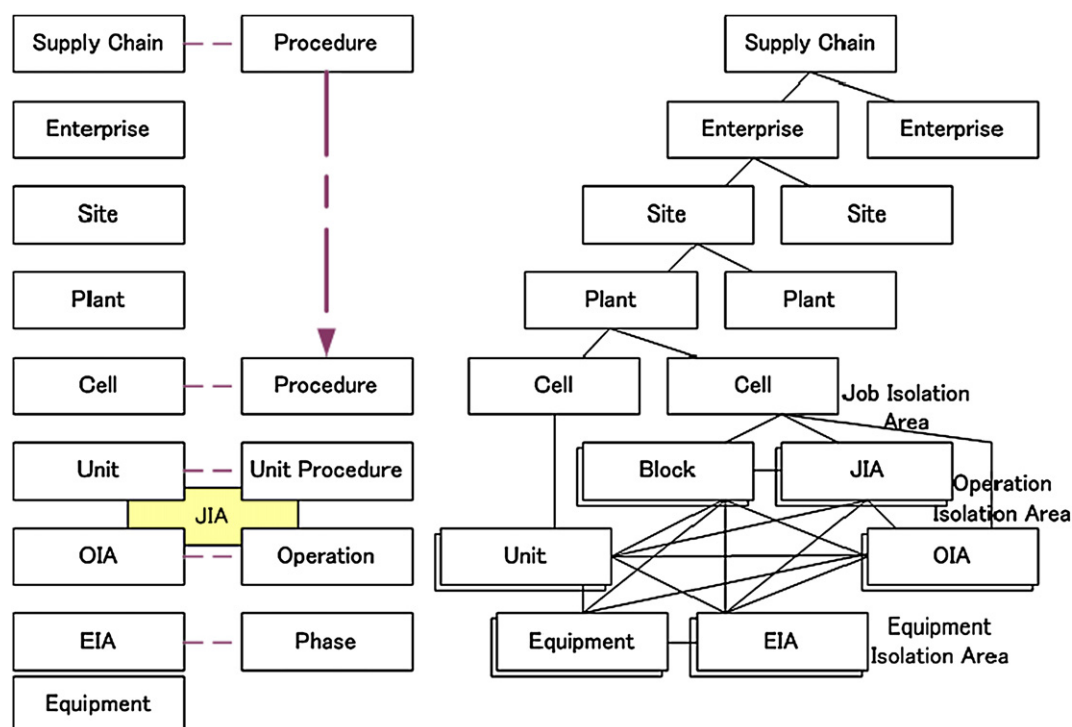 Supply Chain
Procedure
Enterprise
Site
Plant
Cell
Procedure
Unit
Unit Procedure
JIA
OIA
Operation
EIA
Phase
Equipment
Supply Chain
Enterprise
Enterprise
Site
Site
Plant
Plant
Cell
Cell
Job Isolation
Area
Block
JIA
Operation
Isolation Area
Unit
OIA
Equipment
EIA
Equipment
Isolation Area